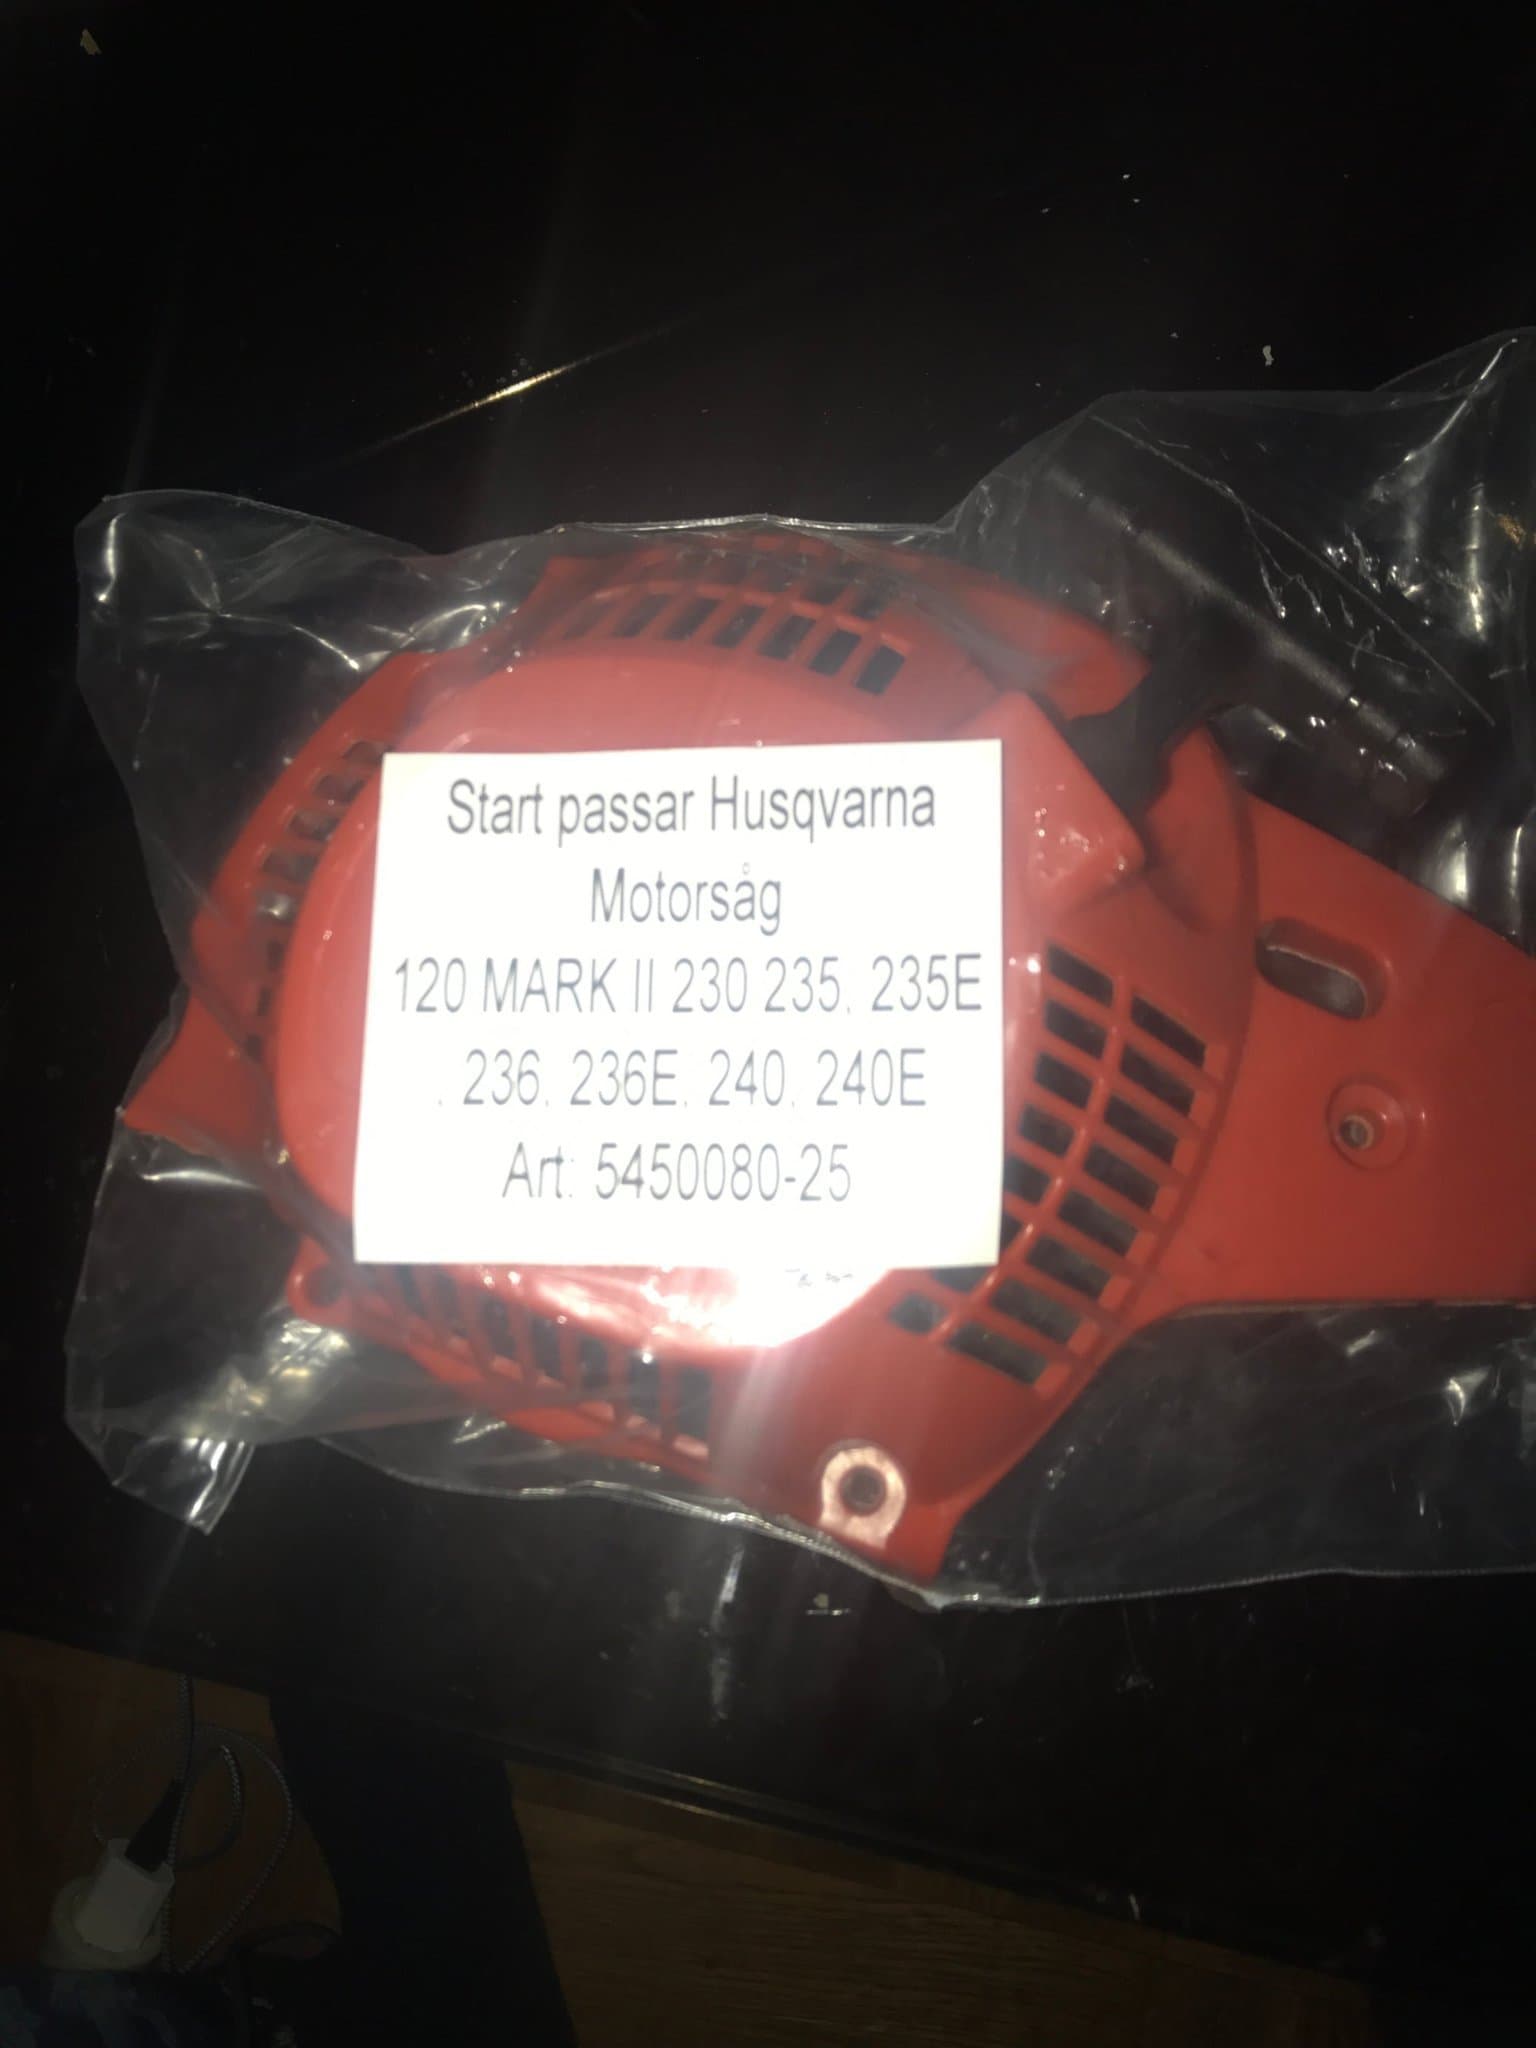 Start passar Husqvarna
Motorsåg
120 MARK II 230 235, 235E
, 236, 236E, 240, 240E
Art: 5450080-25